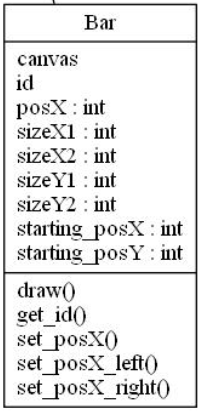 Bar
canvas
id
posX : int
sizeX1 : int
sizeX2 : int
sizeY1 : int
sizeY2 : int
starting_posX : int
starting_posY : int
draw()
get_id()
set_posX()
set_posX_left()
set_posX_right()